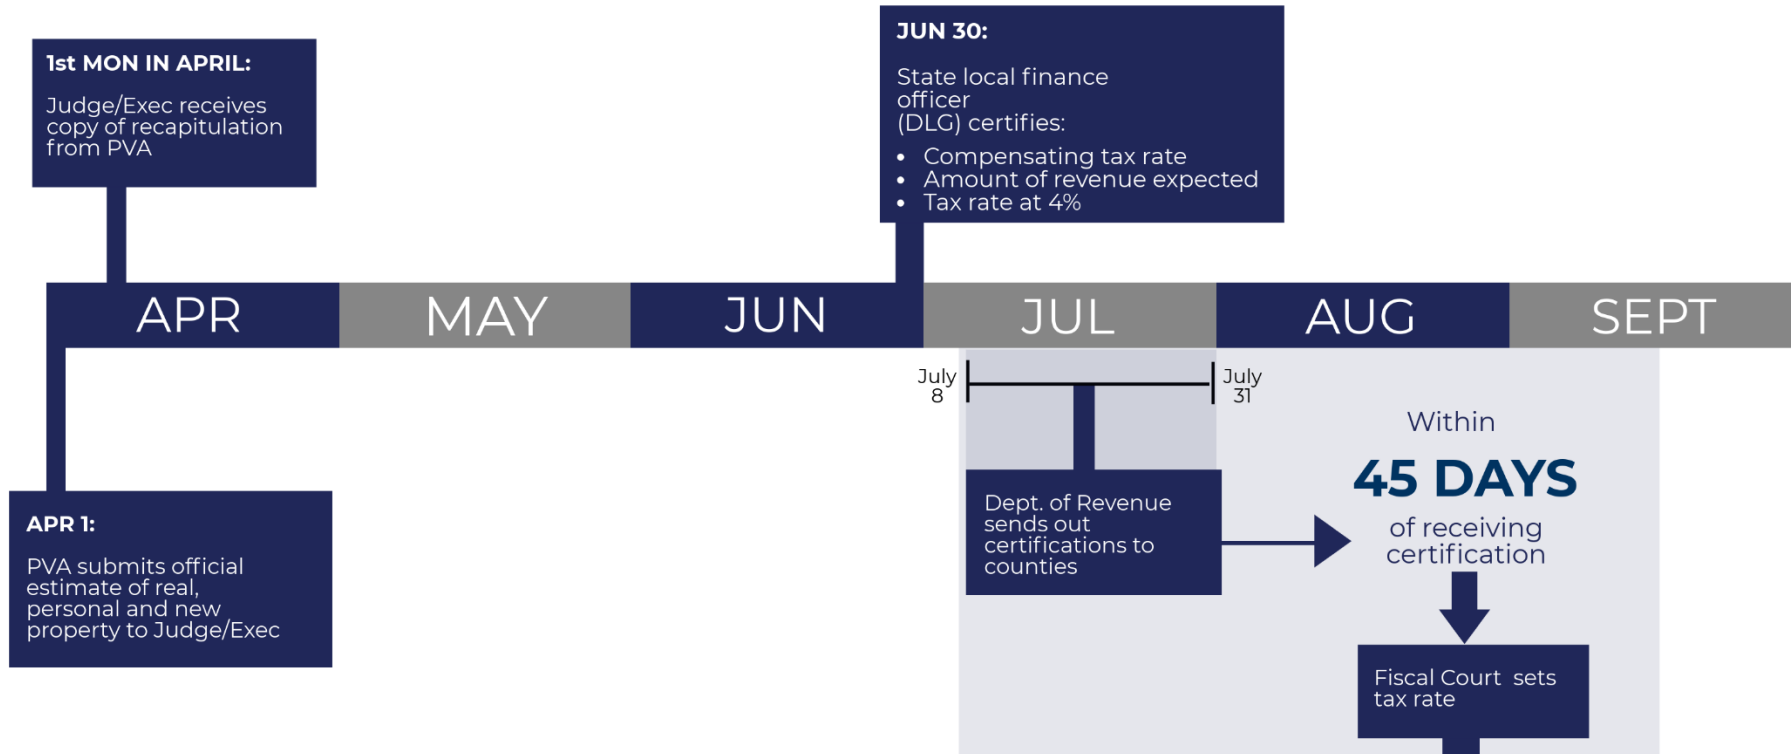 1st MON IN APRIL:
Judge/Exec receives
copy of recapitulation
from PVA
JUN 30:
State local finance
officer
(DLG) certifies:
• Compensating tax rate
• Amount of revenue expected
• Tax rate at 4%
APR
MAY
JUN
JUL
AUG
SEPT
July
8
July
31
APR 1:
PVA submits official
estimate of real,
personal and new
property to Judge/Exec
Dept. of Revenue
sends out
certifications to
counties
Within
45 DAYS
of receiving
certification
Fiscal Court sets
tax rate